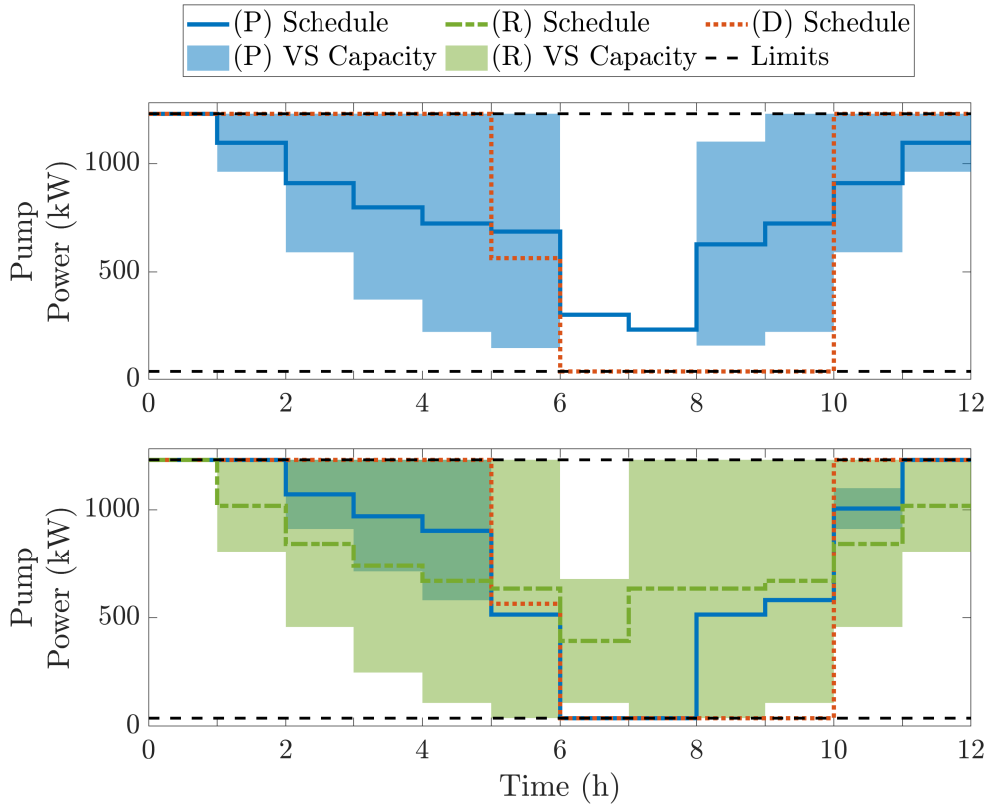 (P) Schedule (R) Schedule (D) Schedule
(P) VS Capacity (R) VS Capacity Limits
Pump
Power (kW)
1000
500
0
0 2 4 6 8 10 12
Pump
Power (kW)
1000
500
0
0 2 4 6 8 10 12
Time (h)